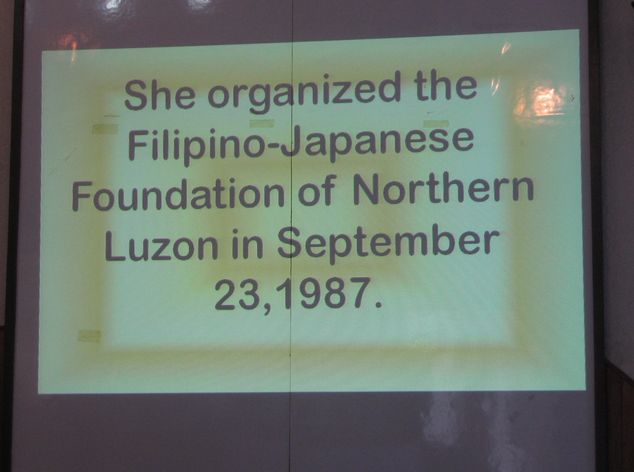 She organized the
Filipino-Japanese
Foundation of Northern
Luzon in September
23,1987.